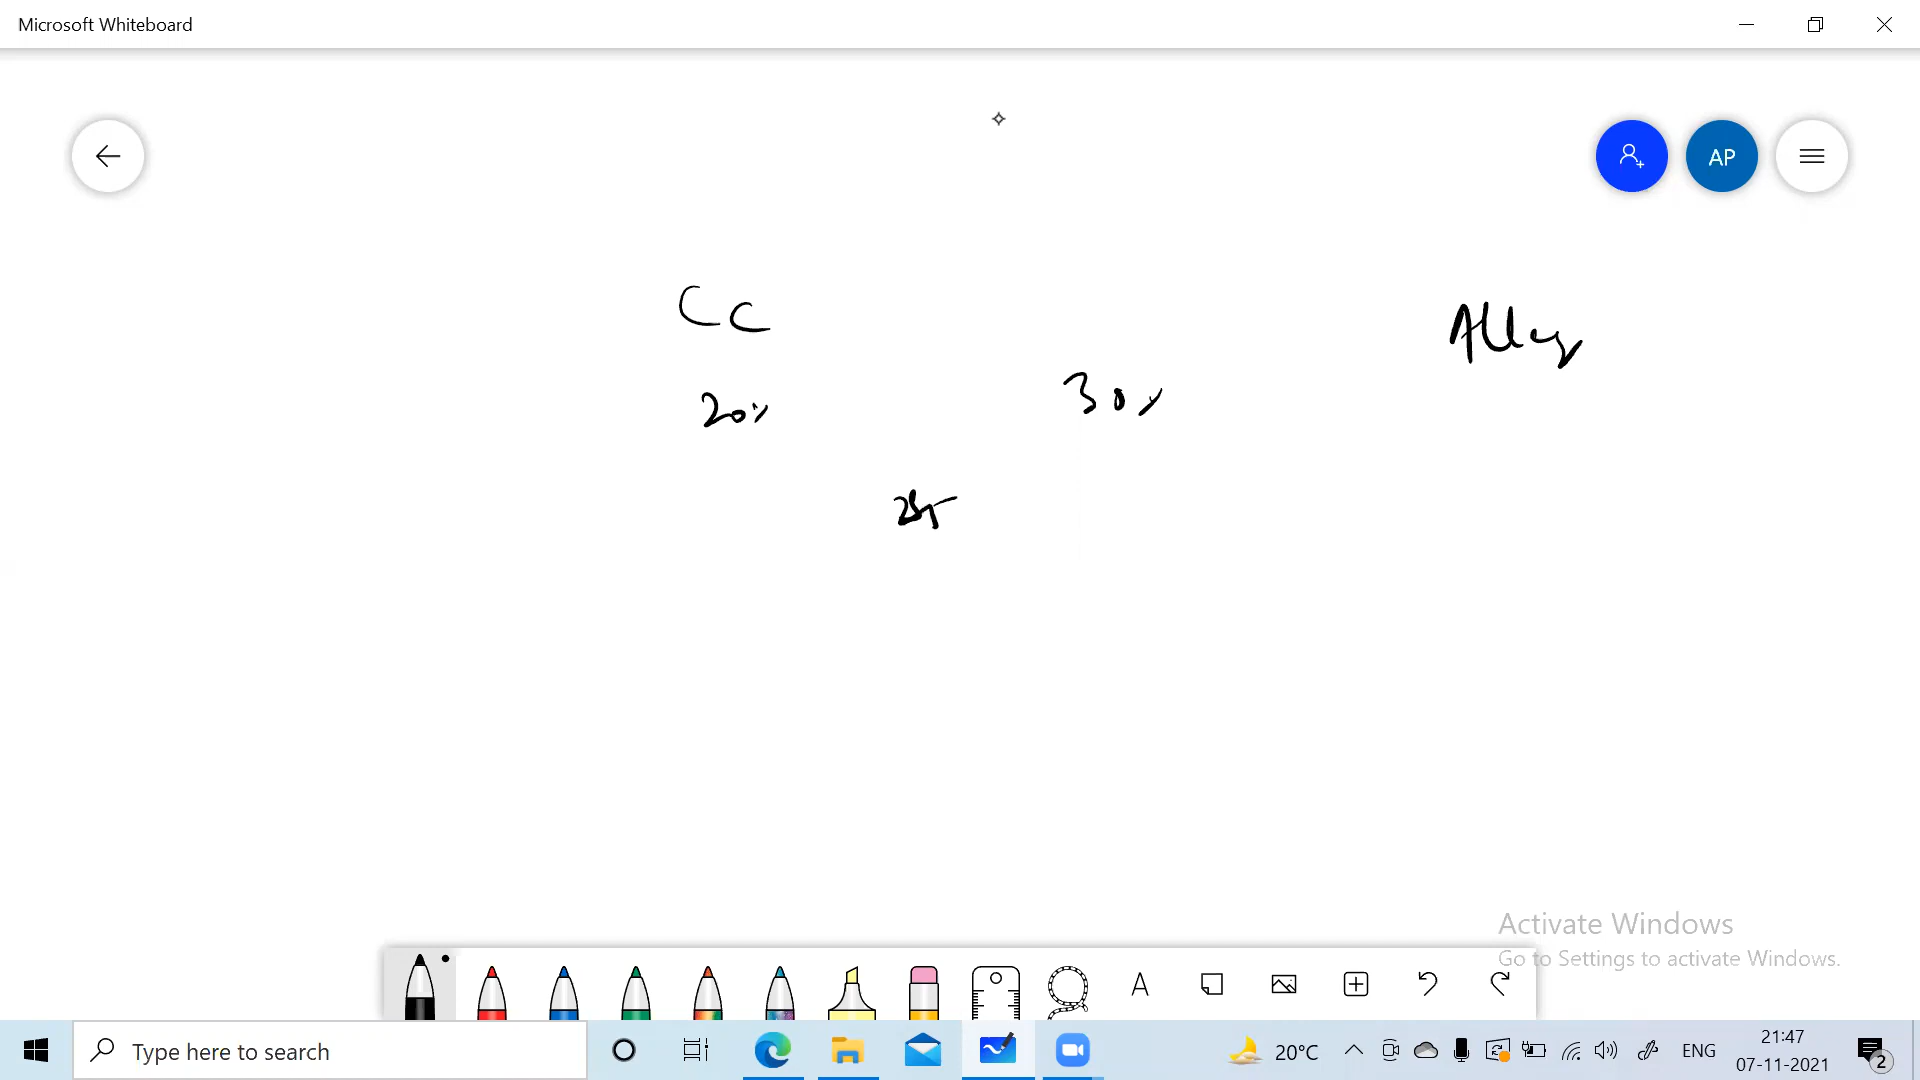 Microsoft Whiteboard
AP
CC
20%
30%
25
Activate Windows
Go to Settings to activate Windows.
A
Type here to search
20°C
ENG
21:47
07-11-2021
2